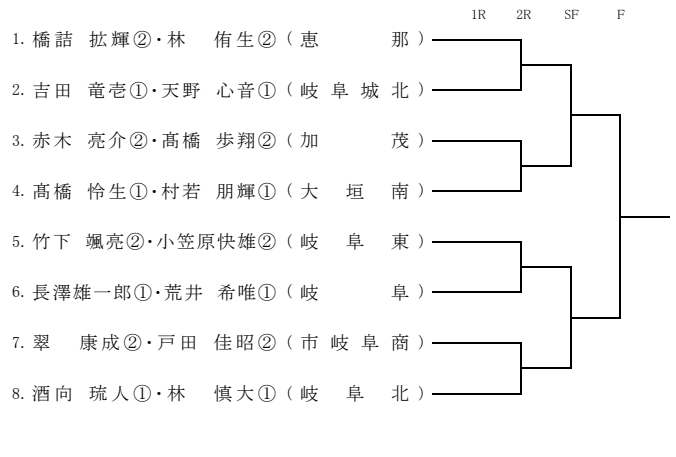 1R 2R SF F
1. 橋詰 拡輝②・林 侑生② ( 恵 那 )
2. 吉田 竜壱①・天野 心音① ( 岐 阜 城 北 )
3. 赤木 亮介②・髙橋 歩翔② ( 加 茂 )
4. 髙橋 怜生①・村若 朋輝① ( 大 垣 南 )
5. 竹下 颯亮②・小笠原快雄② ( 岐 阜 東 )
6. 長澤雄一郎①・荒井 希唯① ( 岐 阜 )
7. 翠 康成②・戸田 佳昭② ( 市 岐 阜 商 )
8. 酒向 琉人①・林 慎大① ( 岐 阜 北 )